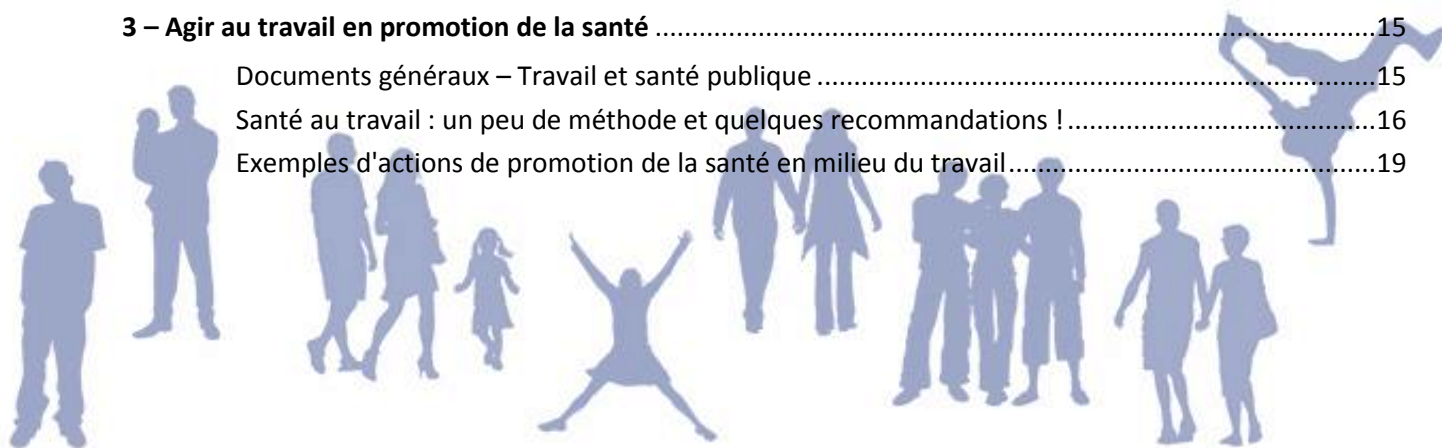 3 – Agir au travail en promotion de la santé ........................................................................................................15
Documents généraux – Travail et santé publique ..................................................................................15
Santé au travail : un peu de méthode et quelques recommandations ! .............................................16
Exemples d'actions de promotion de la santé en milieu du travail ......................................................19